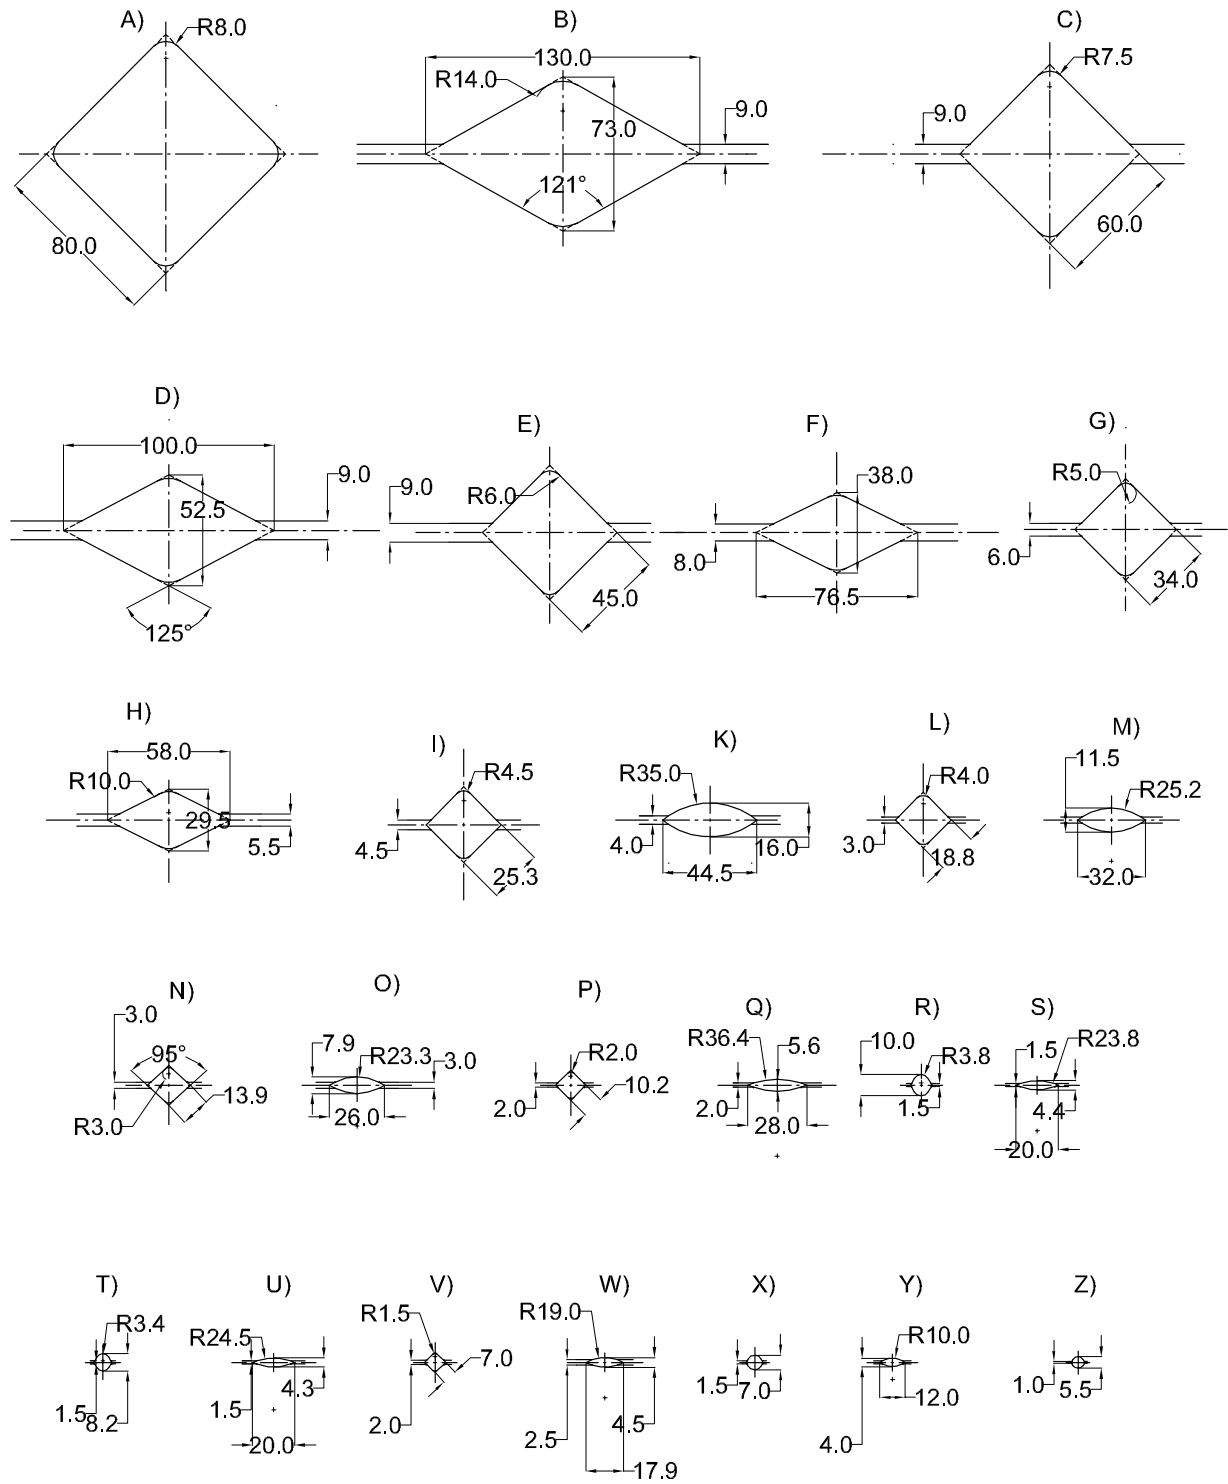 A)
R8.0
80.0
B)
130.0
R14.0
73.0
9.0
121°
C)
R7.5
9.0
60.0
D)
100.0
52.5
9.0
125°
E)
9.0
R6.0
45.0
F)
38.0
8.0
76.5
G)
R5.0
6.0
34.0
H)
58.0
R10.0
29.5
5.5
I)
R4.5
4.5
25.3
K)
R35.0
4.0
16.0
44.5
L)
R4.0
3.0
18.8
M)
11.5
R25.2
32.0
N)
3.0
95°
13.9
R3.0
O)
7.9
R23.3
3.0
26.0
P)
R2.0
10.2
2.0
Q)
R36.4
5.6
2.0
28.0
R)
10.0
R3.8
1.5
S)
1.5
R23.8
4.4
20.0
T)
R3.4
1.5
8.2
U)
R24.5
4.3
1.5
20.0
V)
R1.5
7.0
2.0
W)
R19.0
4.5
2.5
17.9
X)
1.5
7.0
Y)
R10.0
12.0
4.0
Z)
1.0
5.5